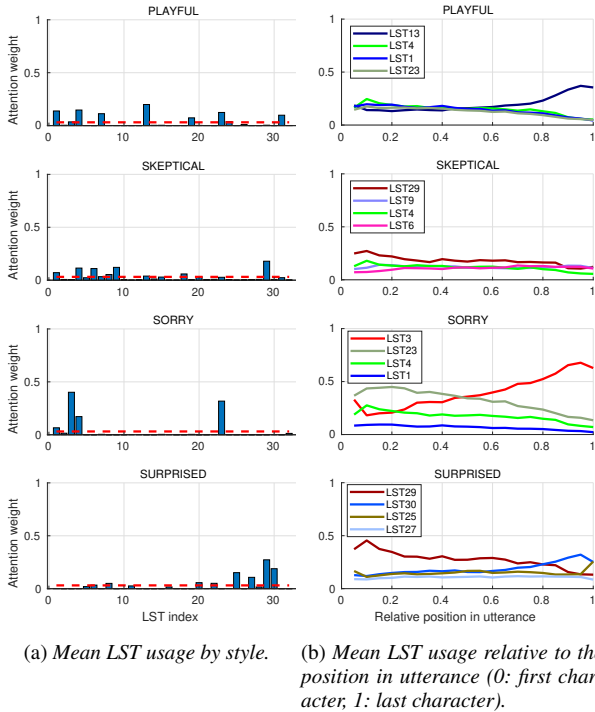 PLAYFUL
1
0.5
0
0 10 20 30
Attention weight
SKEPTICAL
1
0.5
0
0 10 20 30
Attention weight
SORRY
1
0.5
0
0 10 20 30
Attention weight
SURPRISED
1
0.5
0
0 10 20 30
Attention weight
LST index
(a) Mean LST usage by style.
PLAYFUL
LST13
LST4
LST1
LST23
1
0.5
0
0 0.2 0.4 0.6 0.8 1
SKEPTICAL
LST29
LST9
LST4
LST6
1
0.5
0
0 0.2 0.4 0.6 0.8 1
SORRY
LST3
LST23
LST4
LST1
1
0.5
0
0 0.2 0.4 0.6 0.8 1
SURPRISED
LST29
LST30
LST25
LST27
1
0.5
0
0 0.2 0.4 0.6 0.8 1
Relative position in utterance
(b) Mean LST usage relative to the
position in utterance (0: first char
acter, 1: last character).